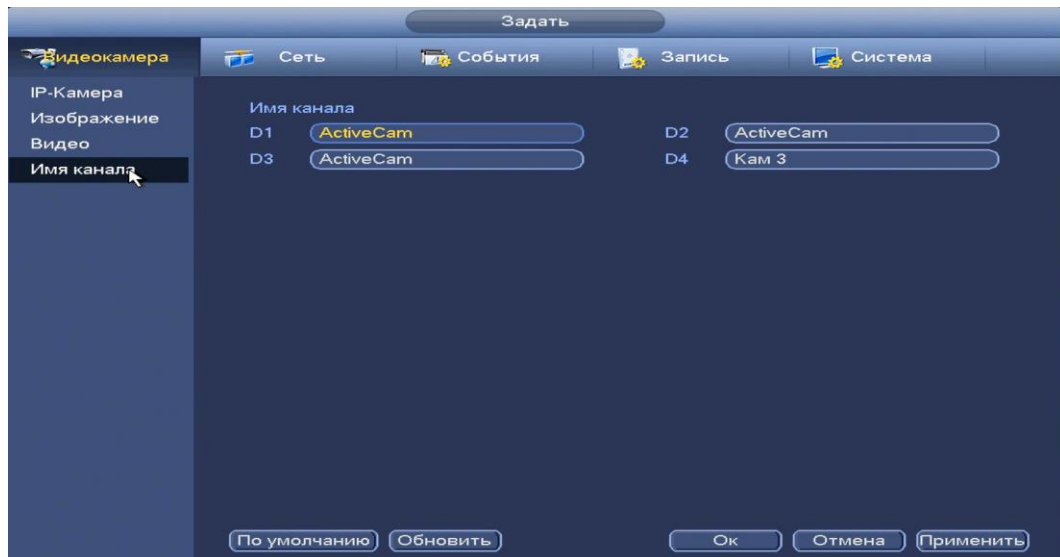 Задать
Видеокамера Сеть События Запись Система
IP-Камера
Изображение
Видео
Имя канала
Имя канала
D1 ActiveCam D2 ActiveCam
D3 ActiveCam D4 Кам 3
По умолчанию Обновить Ок Отмена Применить